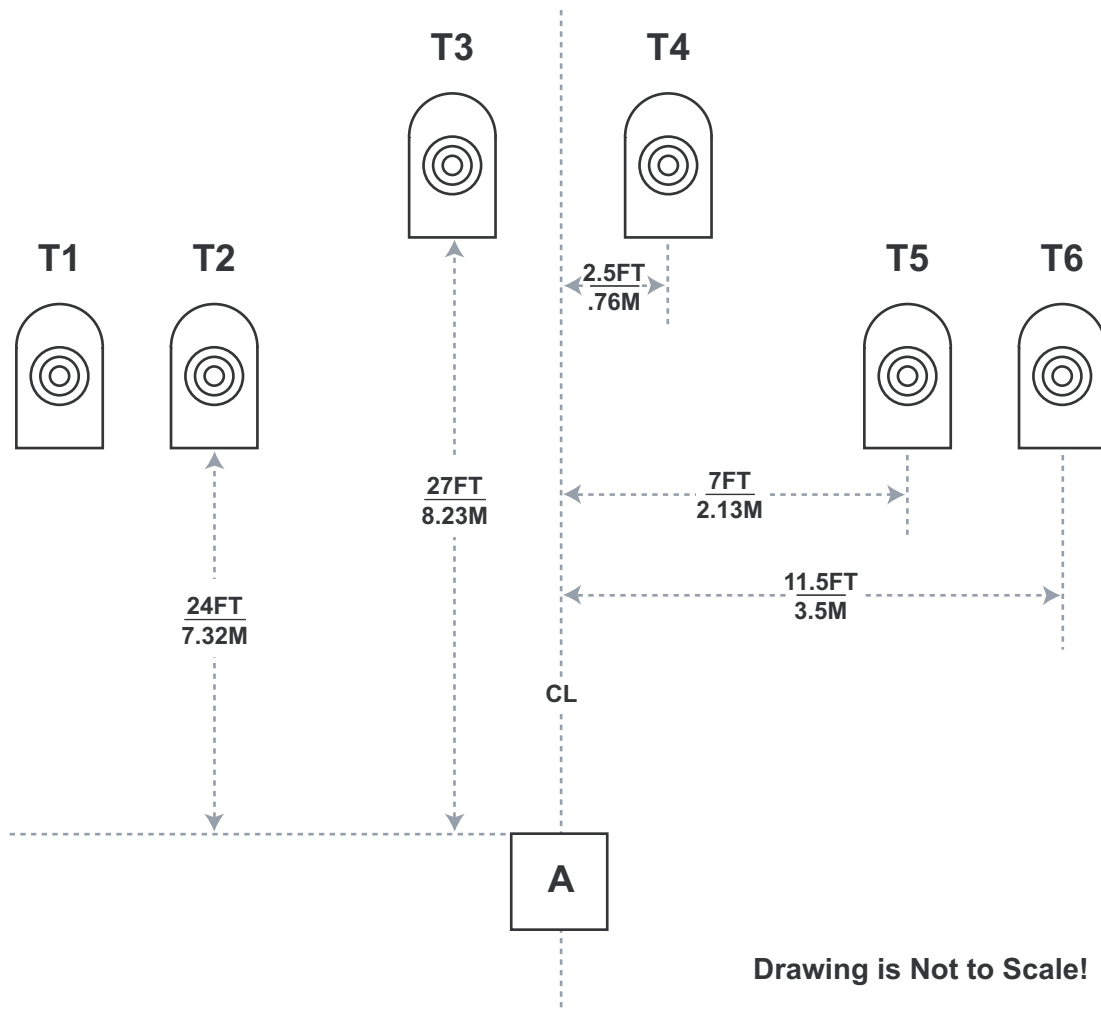 T3
T4
T1
T2
2.5FT
.76M
T5
T6
27FT
8.23M
7FT
2.13M
24FT
7.32M
11.5FT
3.5M
CL
A
Drawing is Not to Scale!